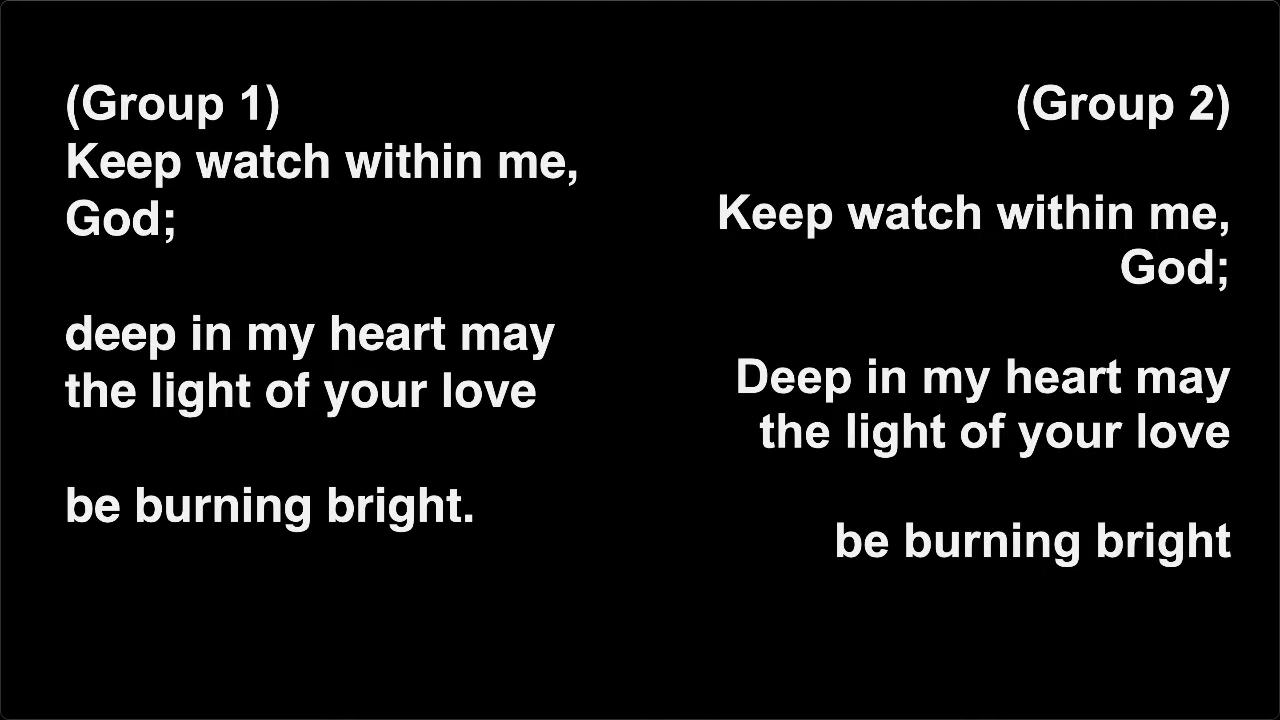 (Group 1)
Keep watch within me,
God;
deep in my heart may
the light of your love
be burning bright.
(Group 2)
Keep watch within me,
God;
Deep in my heart may
the light of your love
be burning bright